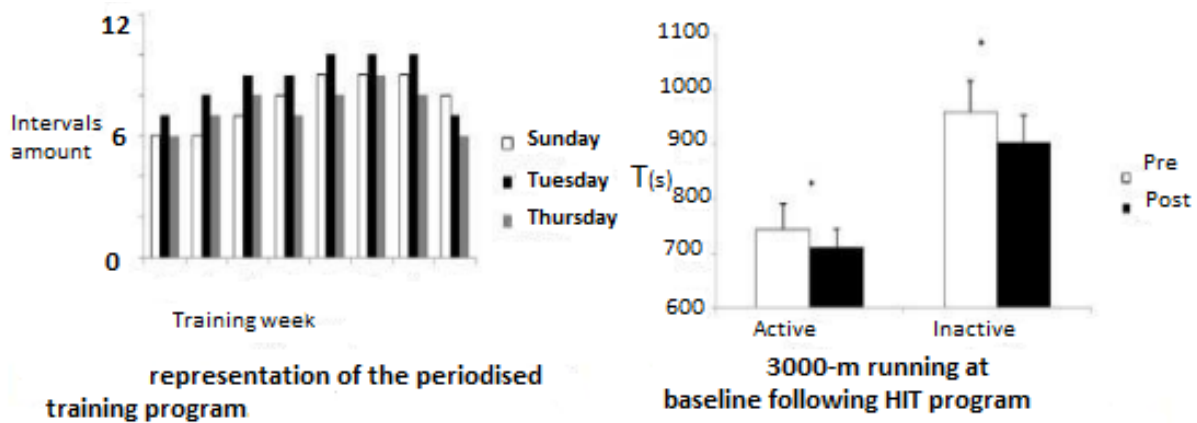 12
Intervals
amount
6
0
Sunday
Tuesday
Thursday
Training week
representation of the periodised
training program
1100
1000
900
800
700
600
T(s)
*
*
Pre
Post
Active
Inactive
3000-m running at
baseline following HIT program